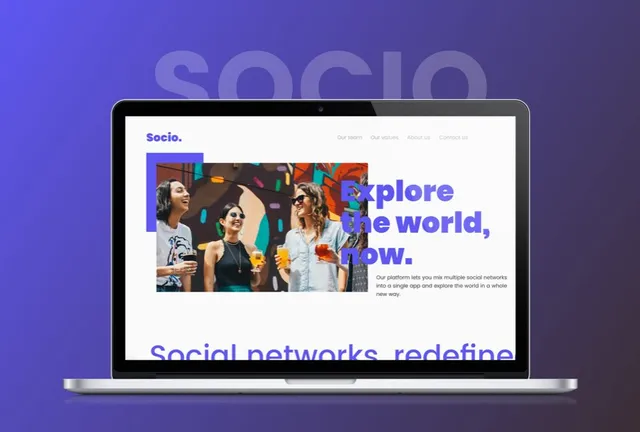 SOCIO
Socio.
Our team Our values About us Contact us
Explore
the world,
now.
Our platform lets you mix multiple social networks
into a single app and explore the world in a whole
new way.
Social networks, redefine